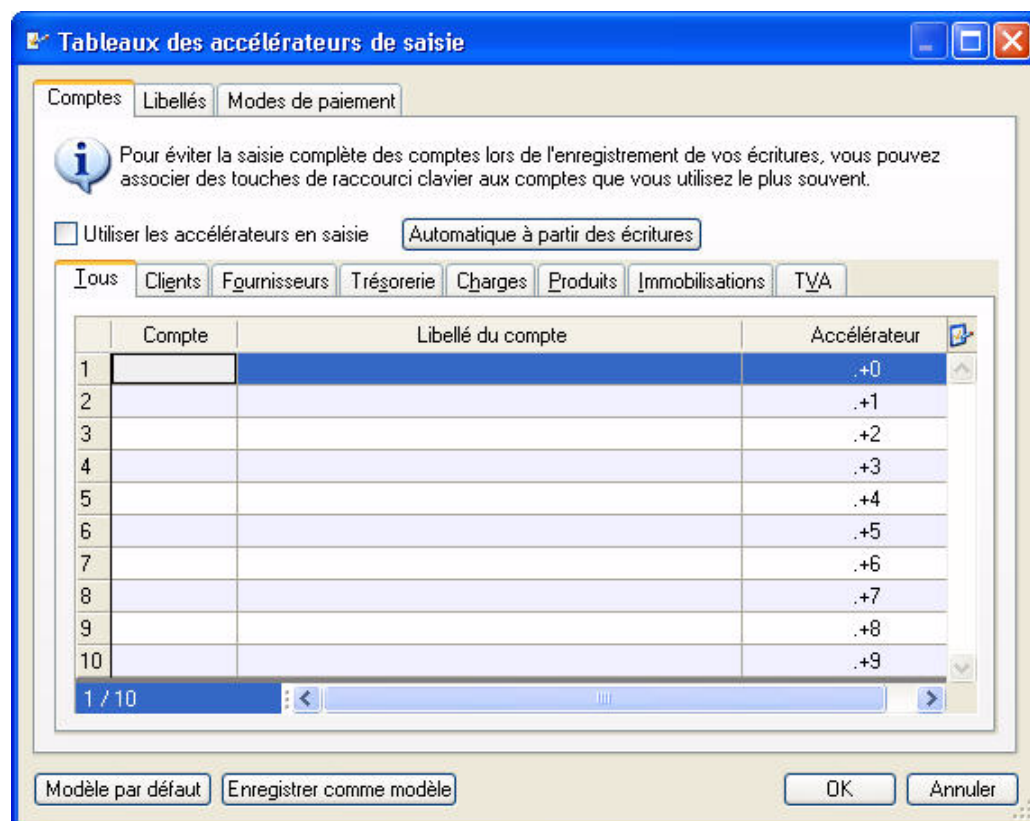 Tableaux des accélérateurs de saisie
Comptes Libellés Modes de paiement
Pour éviter la saisie complète des comptes lors de l'enregistrement de vos écritures, vous pouvez
associer des touches de raccourci clavier aux comptes que vous utilisez le plus souvent.
Utiliser les accélérateurs en saisie Automatique à partir des écritures
Tous Clients Fournisseurs Trésorerie Charges Produits Immobilisations TVA
Compte Libellé du compte Accélérateur
1 .+0
2 .+1
3 .+2
4 .+3
5 .+4
6 .+5
7 .+6
8 .+7
9 .+8
10 .+9
1 / 10
Modèle par défaut Enregistrer comme modèle OK Annuler